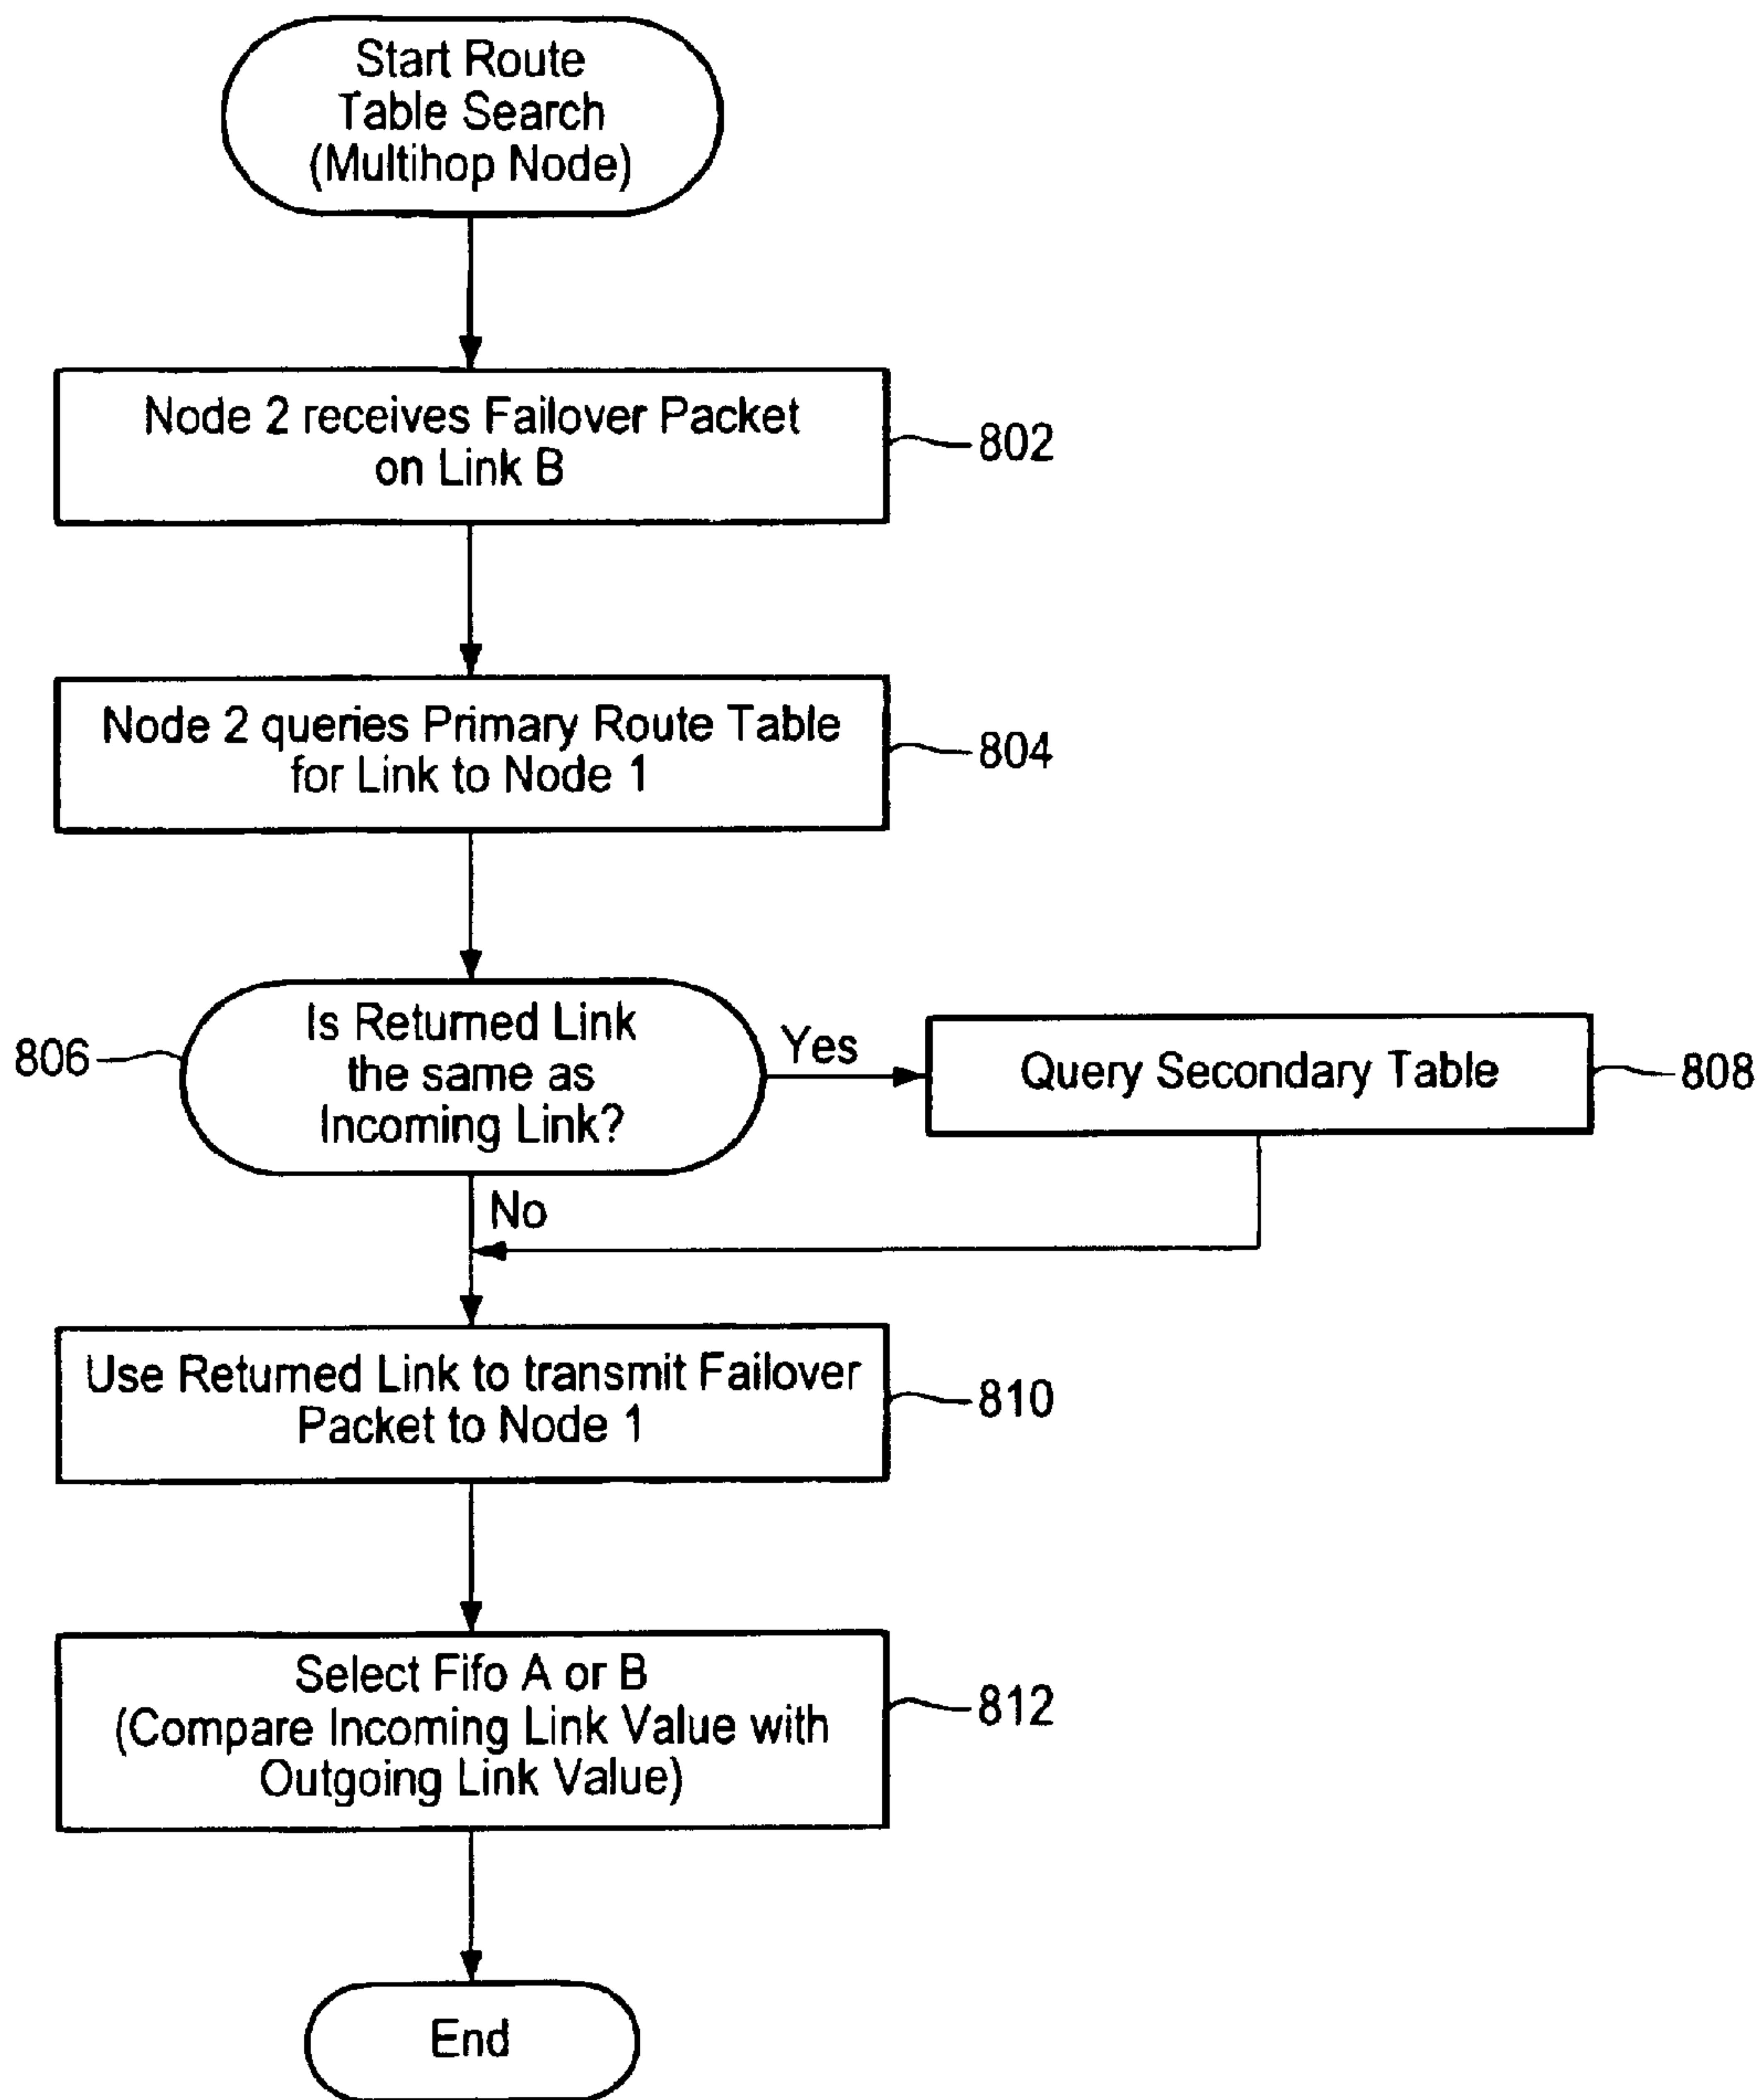 Start Route
Table Search
(Multihop Node)
Node 2 receives Failover Packet
on Link B
802
Node 2 queries Primary Route Table
for Link to Node 1
804
806
Is Returned Link
the same as
Incoming Link?
Yes
Query Secondary Table
808
No
Use Returned Link to transmit Failover
Packet to Node 1
810
Select Fifo A or B
(Compare Incoming Link Value with
Outgoing Link Value)
812
End